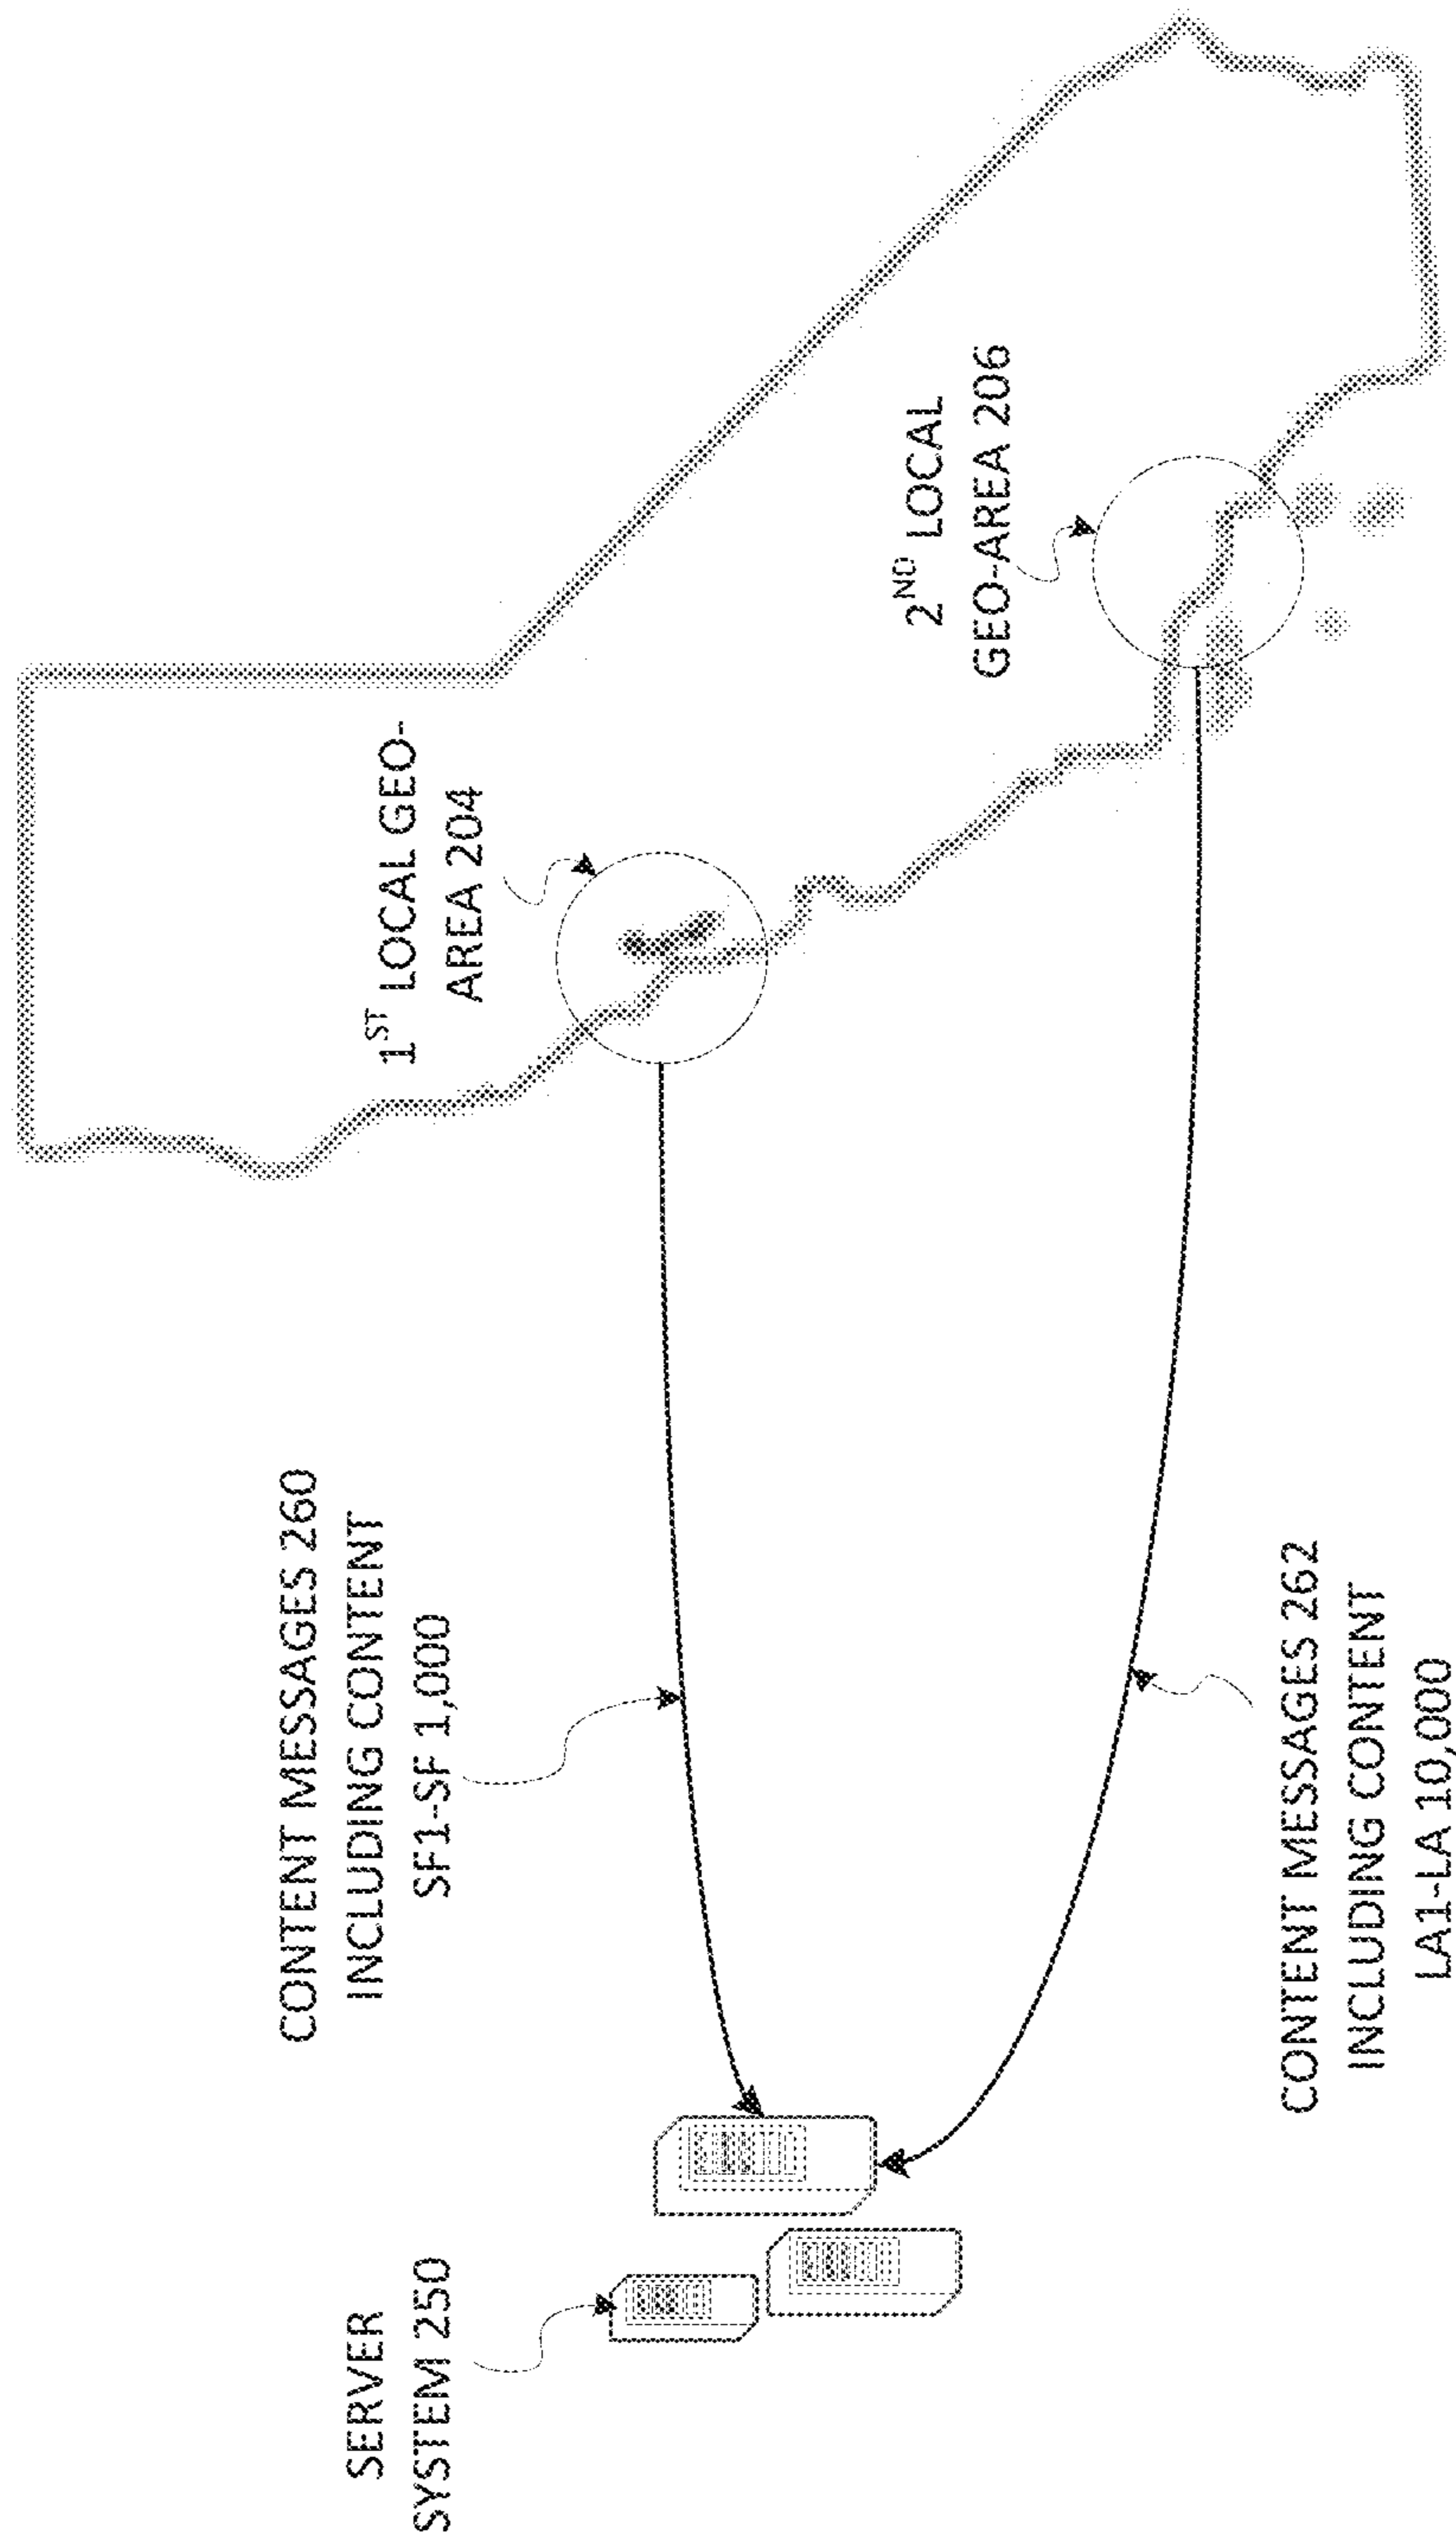 SERVER
SYSTEM 250
CONTENT MESSAGES 260
INCLUDING CONTENT
SF1-SF 1,000
1ST LOCAL GEO-
AREA 204
2ND LOCAL
GEO-AREA 206
CONTENT MESSAGES 262
INCLUDING CONTENT
LA1-LA 10,000